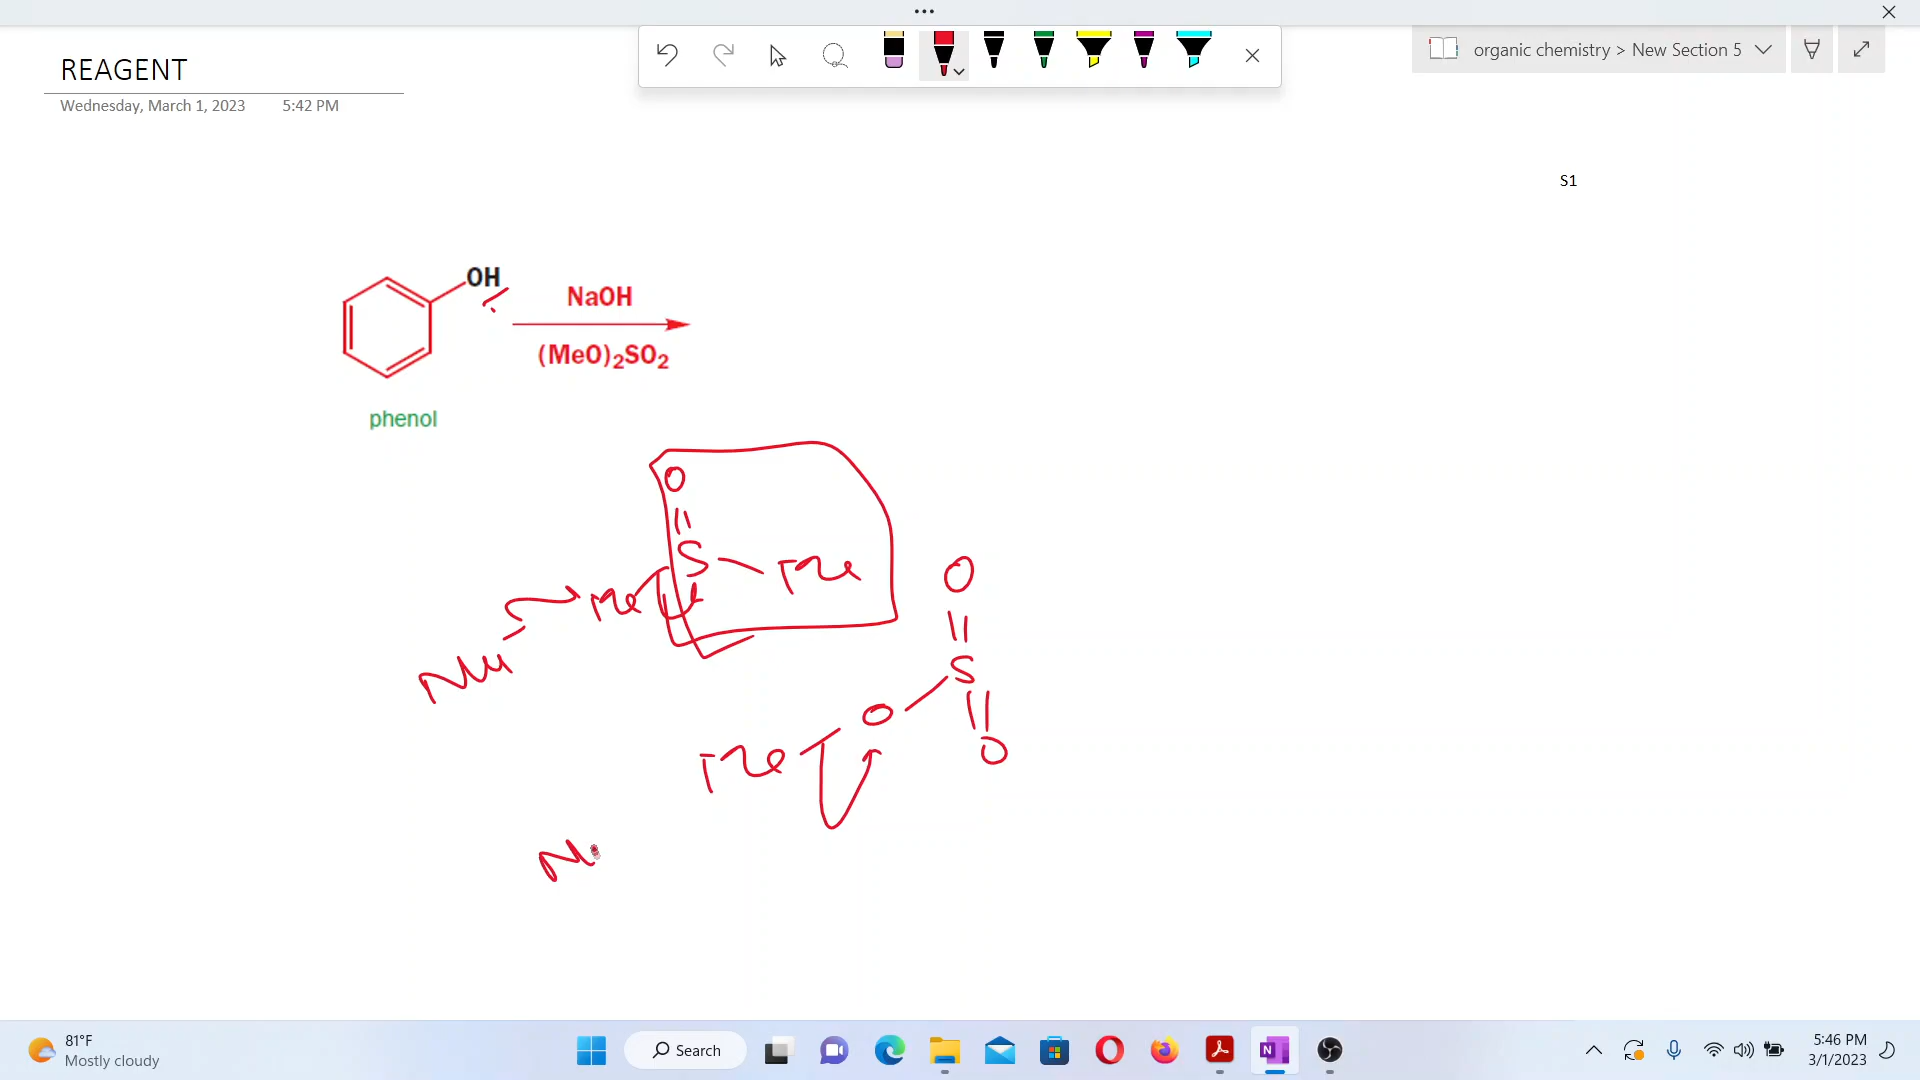 REAGENT
Wednesday, March 1, 2023 5:42 PM
organic chemistry > New Section 5
S1
OH
NaOH
(MeO)2SO2
phenol
O
S
Me
Me
Nu
O
S
O
O
Me
N
81°F
Mostly cloudy
Search
5:46 PM
3/1/2023